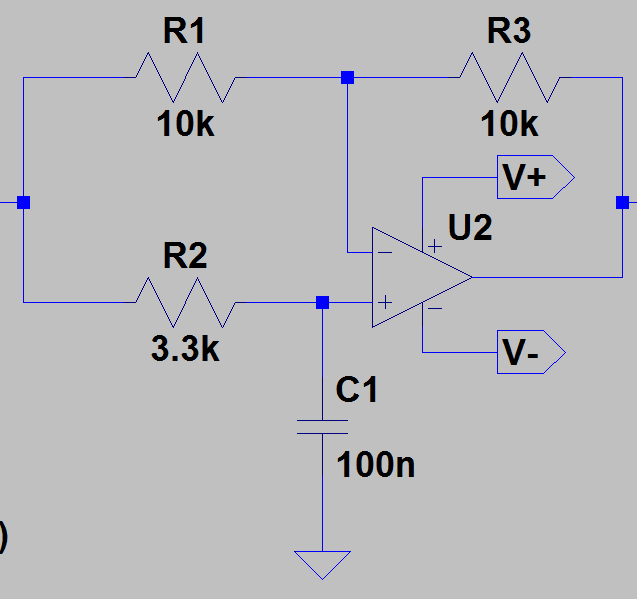 R1
10k
R3
10k
V+
U2
+
−
+
−
R2
3.3k
V-
C1
100n
)